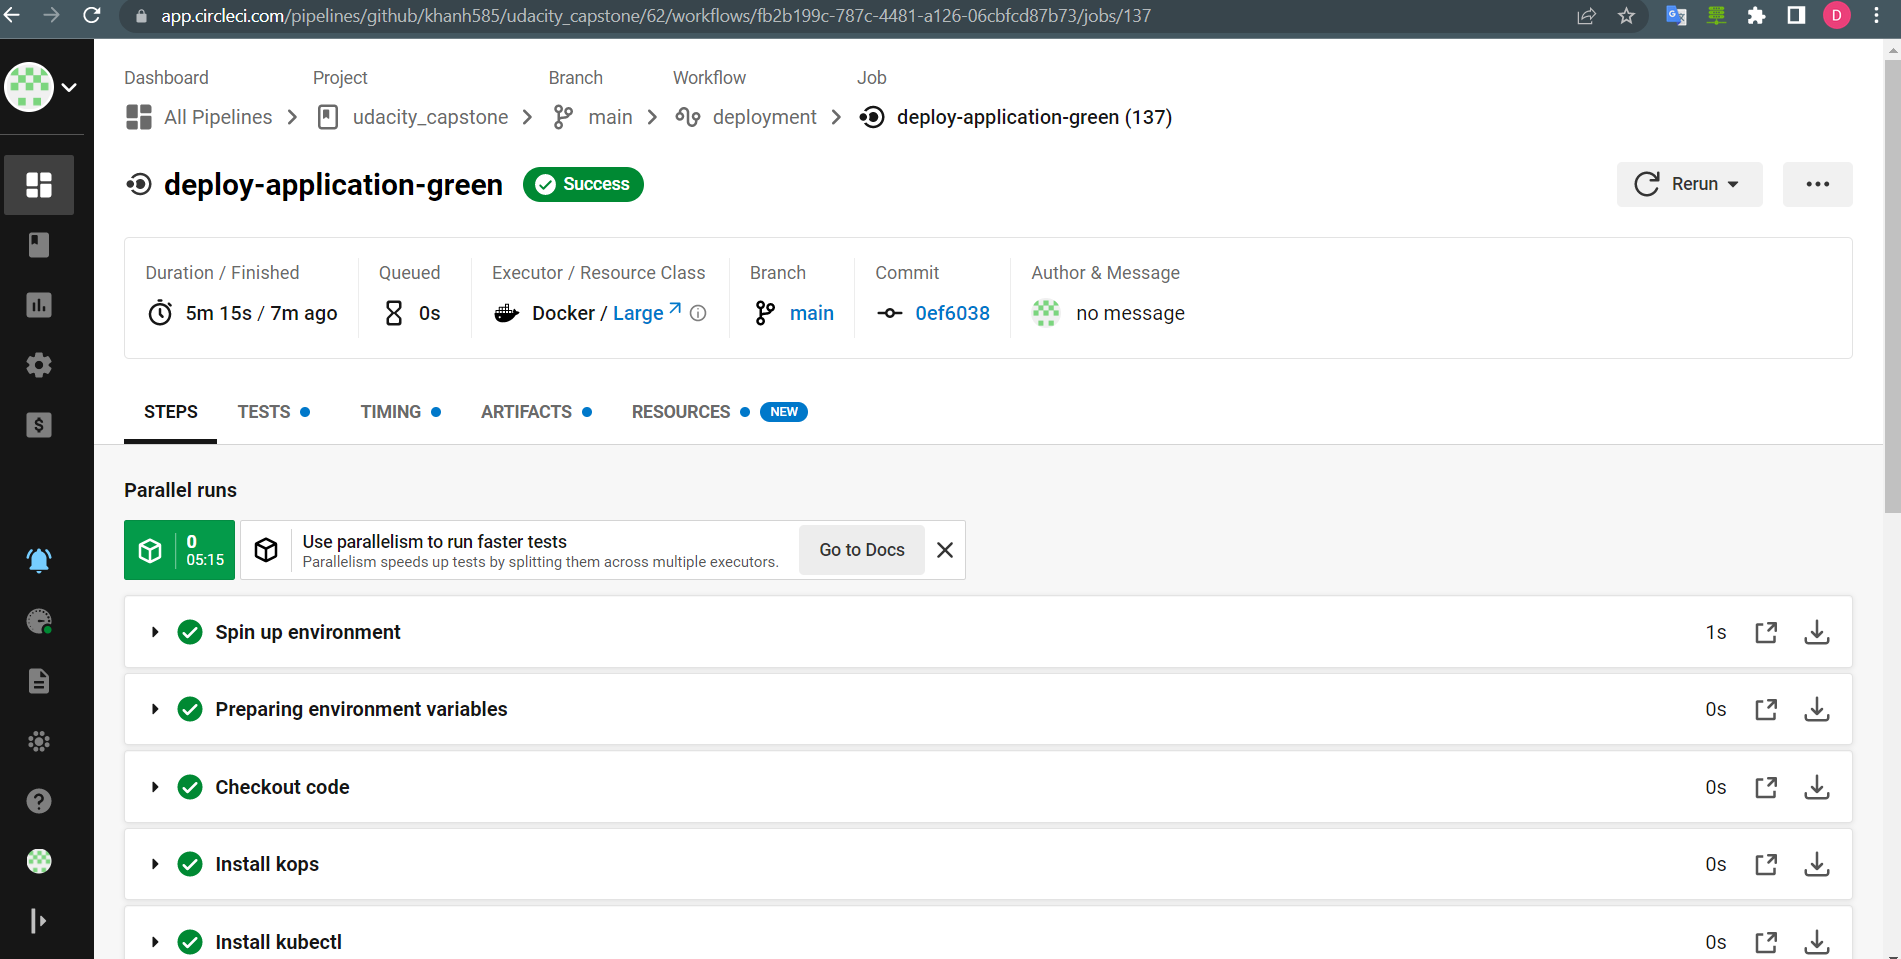 app.circleci.com/pipelines/github/khanh585/udacity_capstone/62/workflows/fb2b199c-787c-4481-a126-06cbfcd87b73/jobs/137
D
Dashboard Project Branch Workflow Job
All Pipelines udacity_capstone main deployment deploy-application-green (137)
deploy-application-green Success Rerun
Duration / Finished Queued Executor / Resource Class Branch Commit Author & Message
5m 15s / 7m ago 0s Docker / Large main 0ef6038 no message
STEPS TESTS TIMING ARTIFACTS RESOURCES NEW
Parallel runs
0
05:15
Use parallelism to run faster tests
Parallelism speeds up tests by splitting them across multiple executors.
Go to Docs
Spin up environment 1s
Preparing environment variables 0s
Checkout code 0s
Install kops 0s
Install kubectl 0s